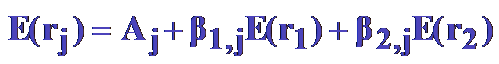 E(rj) = Aj + β1,jE(r1) + β2,jE(r2)